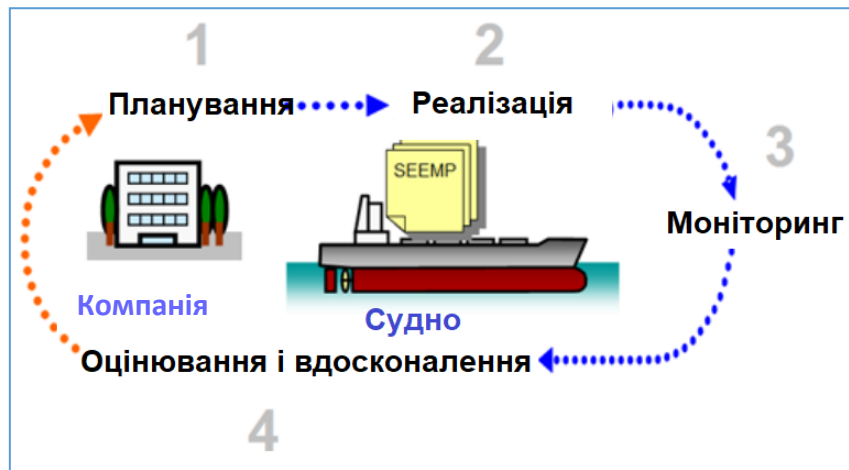 1
2
Планування
Реалізація
3
SEEMP
Моніторинг
Компанія
Судно
Оцінювання і вдосконалення
4